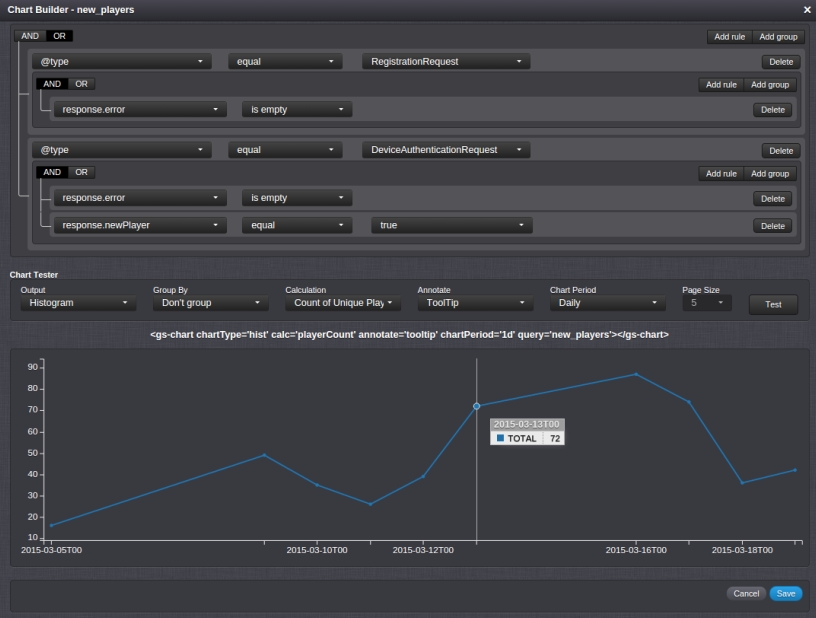 Chart Builder - new_players ×
AND OR Add rule Add group
@type equal RegistrationRequest Delete
AND OR Add rule Add group
response.error is empty Delete
@type equal DeviceAuthenticationRequest Delete
AND OR Add rule Add group
response.error is empty Delete
response.newPlayer equal true Delete
Chart Tester
Output Group By Calculation Annotate Chart Period Page Size
Histogram Don't group Count of Unique Play ToolTip Daily 5 Test
<gs-chart chartType='hist' calc='playerCount' annotate='tooltip' chartPeriod='1d' query='new_players'></gs-chart>
90
80
70
2015-03-13T00
60
TOTAL 72
50
40
30
20
10
2015-03-05T00 2015-03-10T00 2015-03-12T00 2015-03-16T00 2015-03-18T00
Cancel Save